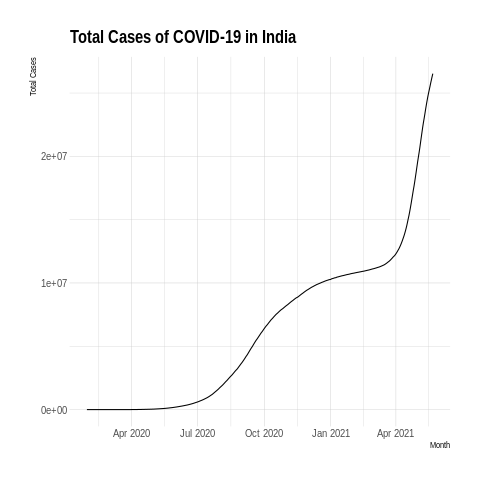 Total Cases of COVID-19 in India
Total Cases
2e+07
1e+07
0e+00
Apr 2020
Jul 2020
Oct 2020
Jan 2021
Apr 2021
Month